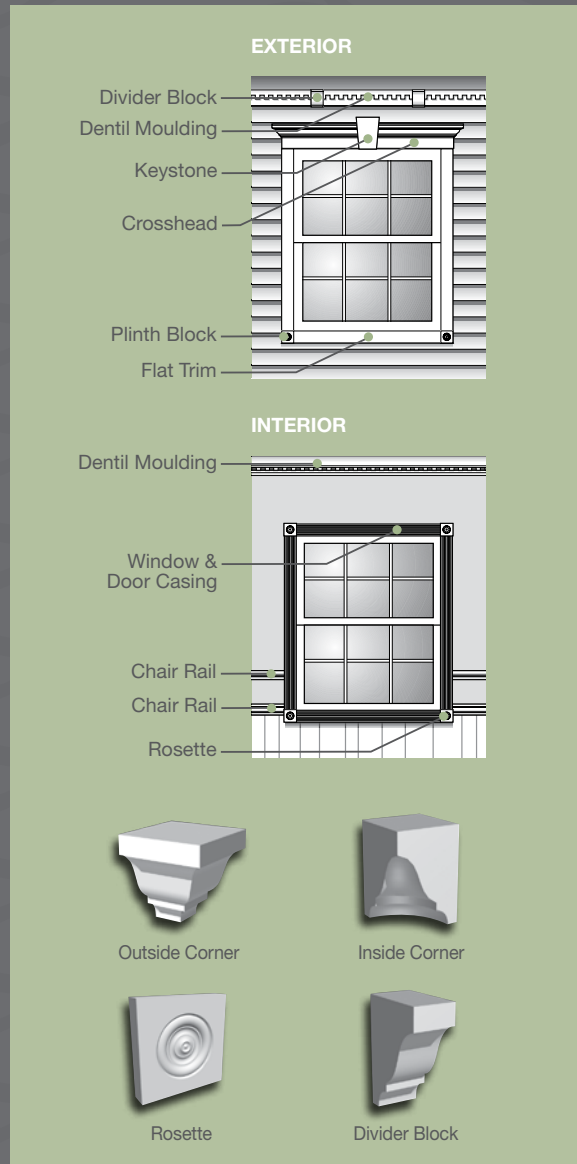 EXTERIOR
Divider Block
Dentil Moulding
Keystone
Crosshead
Plinth Block
Flat Trim
INTERIOR
Dentil Moulding
Window &
Door Casing
Chair Rail
Chair Rail
Rosette
Outside Corner
Inside Corner
Rosette
Divider Block